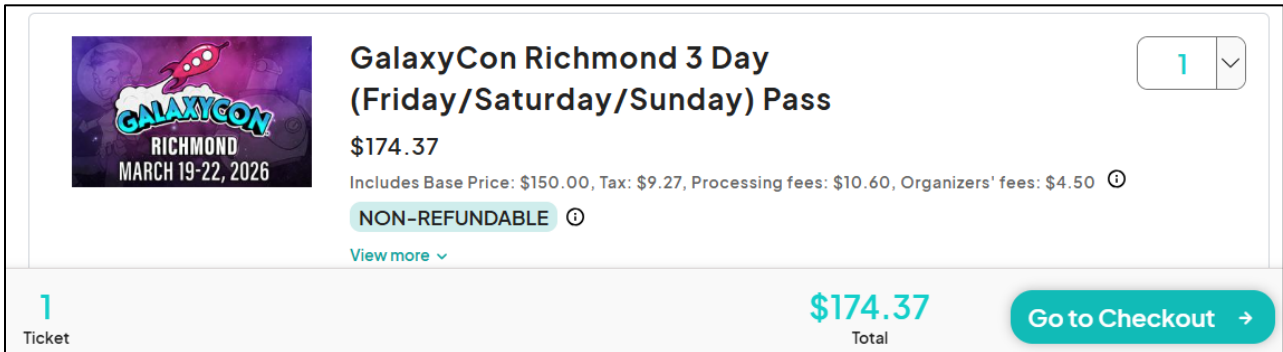 GALAXYCON
RICHMOND
MARCH 19-22, 2026
GalaxyCon Richmond 3 Day
(Friday/Saturday/Sunday) Pass
1
$174.37
Includes Base Price: $150.00, Tax: $9.27, Processing fees: $10.60, Organizers' fees: $4.50
NON-REFUNDABLE
View more
1
Ticket
$174.37
Total
Go to Checkout →